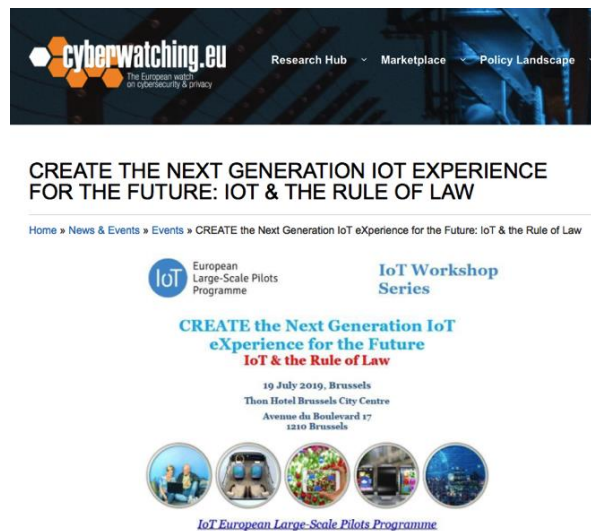 cyberwatching.eu
The European watch
on cybersecurity & privacy
Research Hub Marketplace Policy Landscape
CREATE THE NEXT GENERATION IOT EXPERIENCE
FOR THE FUTURE: IOT & THE RULE OF LAW
Home » News & Events » Events » CREATE the Next Generation IoT eXperience for the Future: IoT & the Rule of Law
IoT
European
Large-Scale Pilots
Programme
IoT Workshop
Series
CREATE the Next Generation IoT
eXperience for the Future
IoT & the Rule of Law
19 July 2019, Brussels
Thon Hotel Brussels City Centre
Avenue du Boulevard 17
1210 Brussels
IoT European Large-Scale Pilots Programme